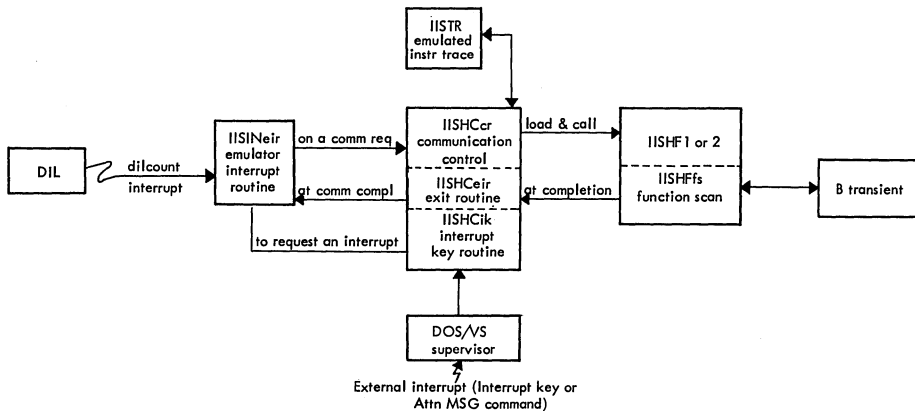 IISTR
emulated
instr trace
DIL
dilcount
interrupt
IISINeir
emulator
interrupt
routine
on a comm req
at comm compl
to request an interrupt
IISHCcr
communication
control
IISHCeir
exit routine
IISHCik
interrupt
key routine
load & call
at completion
IISHF1 or 2
IISHFfs
function scan
B transient
DOS/VS
supervisor
External interrupt (Interrupt key or
Attn MSG command)